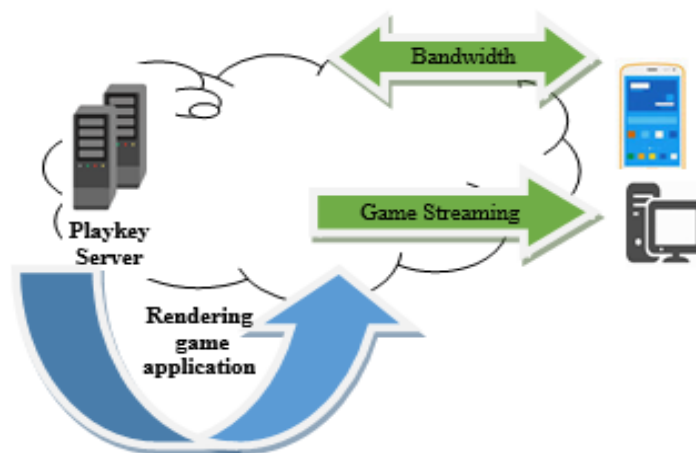 Bandwidth
Game Streaming
Playkey
Server
Rendering
game
application